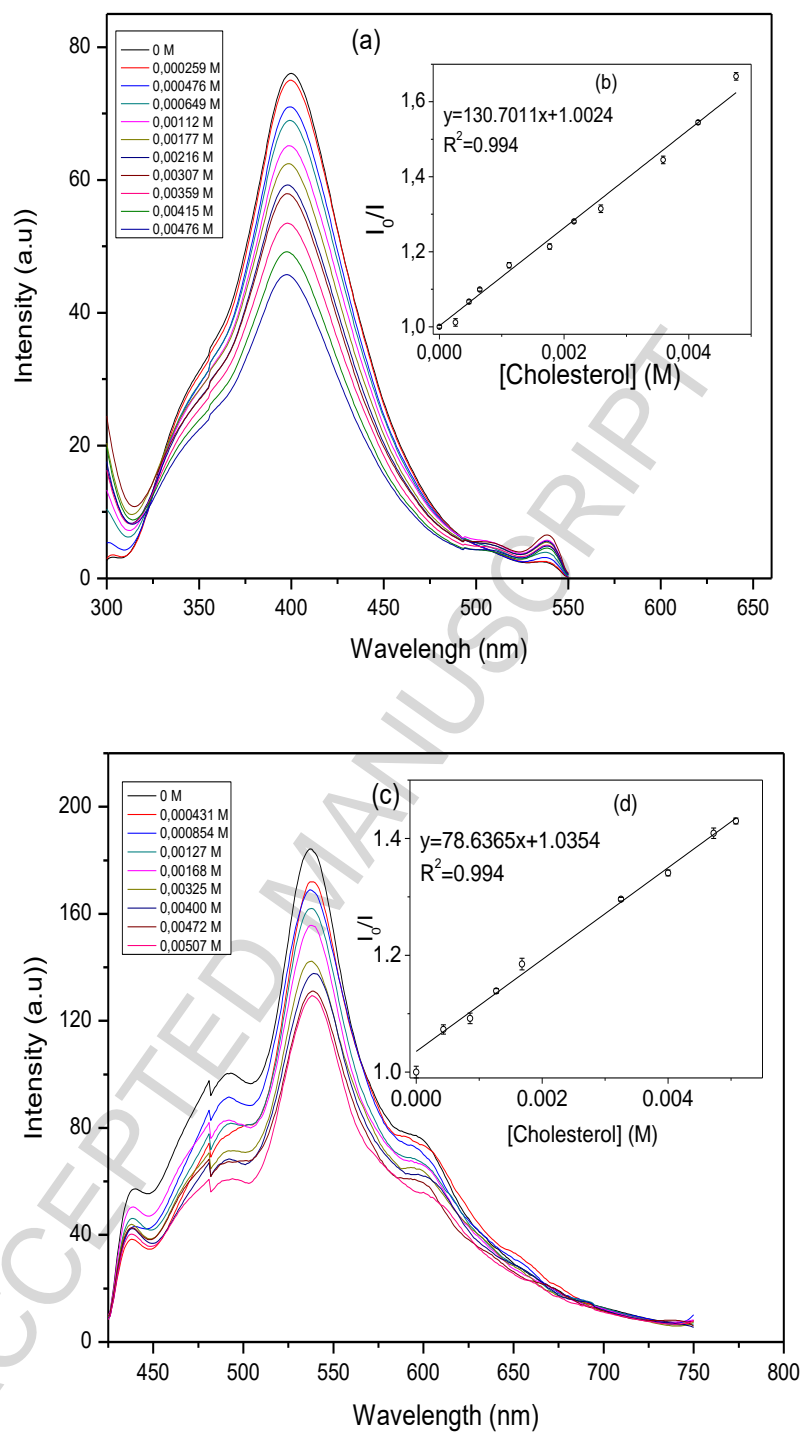 (a)
80
60
40
20
0
Intensity (a.u))
0 M
0,000259 M
0,000476 M
0,000649 M
0,00112 M
0,00177 M
0,00216 M
0,00307 M
0,00359 M
0,00415 M
0,00476 M
(b)
y=130.7011x+1.0024
R²=0.994
1,6
1,4
1,2
1,0
I₀/I
0,000 0,002 0,004
[Cholesterol] (M)
300 350 400 450 500 550 600 650
Wavelengh (nm)
(c)
200
160
120
80
40
0
Intensity (a.u))
0 M
0,000431 M
0,000854 M
0,00127 M
0,00168 M
0,00325 M
0,00400 M
0,00472 M
0,00507 M
(d)
y=78.6365x+1.0354
R²=0.994
1.4
1.2
1.0
I₀/I
0.000 0.002 0.004
[Cholesterol] (M)
450 500 550 600 650 700 750 800
Wavelength (nm)
ACCEPTED MANUSCRIPT